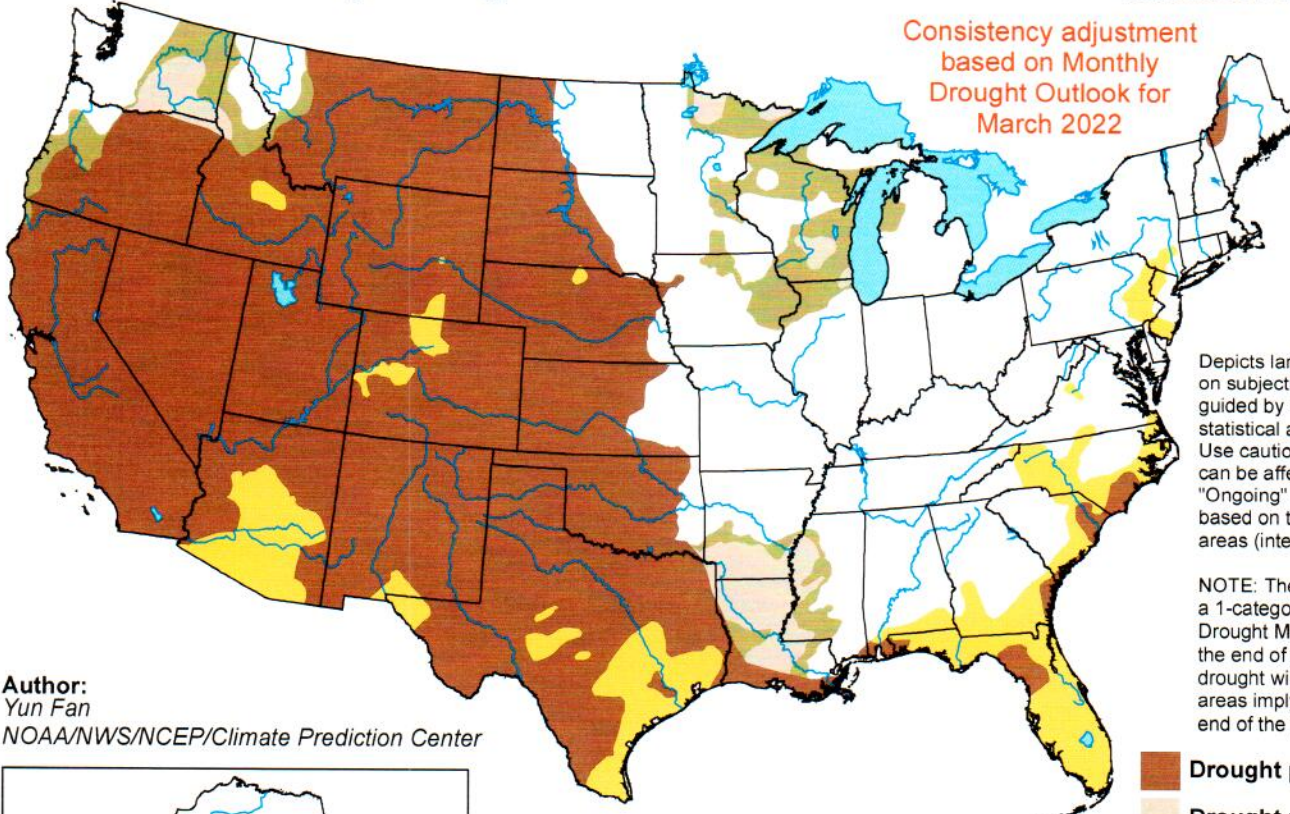 Consistency adjustment
based on Monthly
Drought Outlook for
March 2022
Depicts lar
on subject
guided by
statistical a
Use cautio
can be affe
"Ongoing"
based on t
areas (inte
NOTE: The
a 1-catego
Drought M
the end of
drought wi
areas impl
end of the
Author:
Yun Fan
NOAA/NWS/NCEP/Climate Prediction Center
Drought p